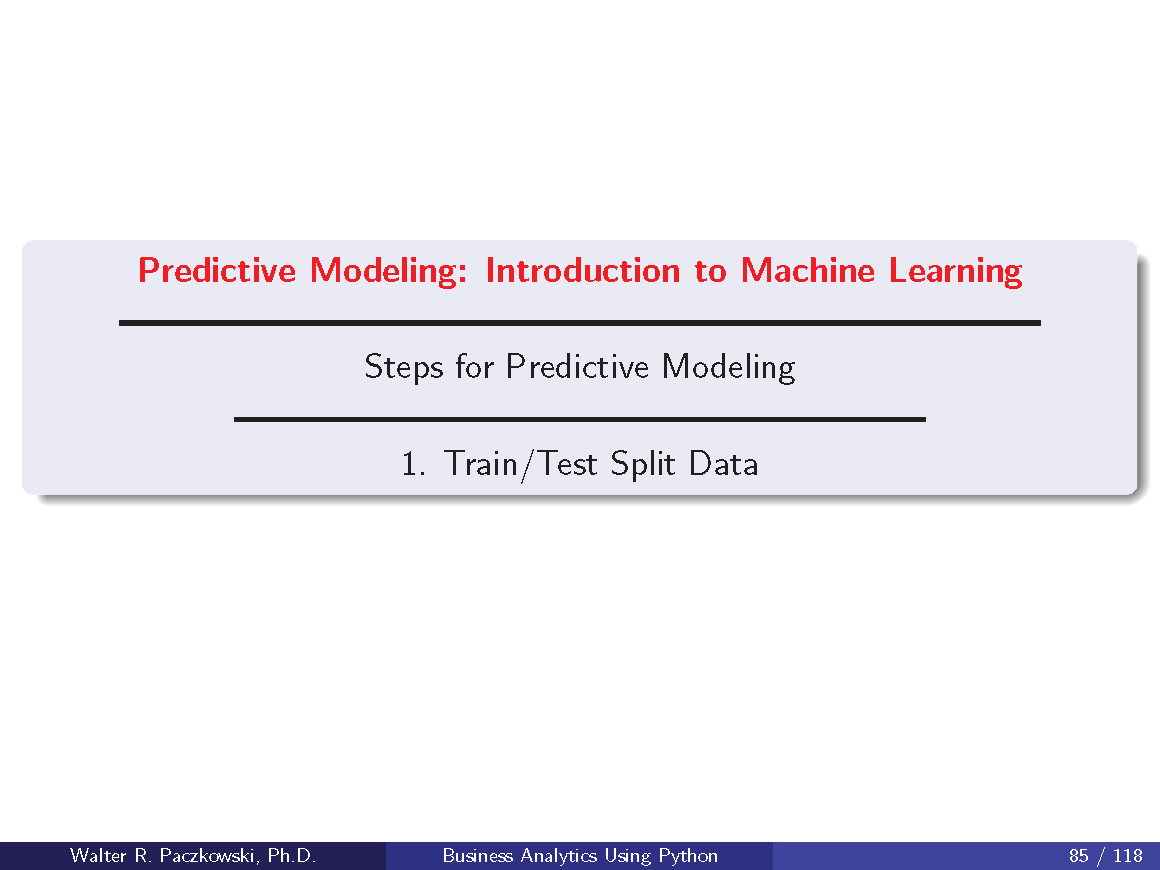 Predictive Modeling: Introduction to Machine Learning
Steps for Predictive Modeling
1. Train/Test Split Data
Walter R. Paczkowski, Ph.D.
Business Analytics Using Python
85 / 118